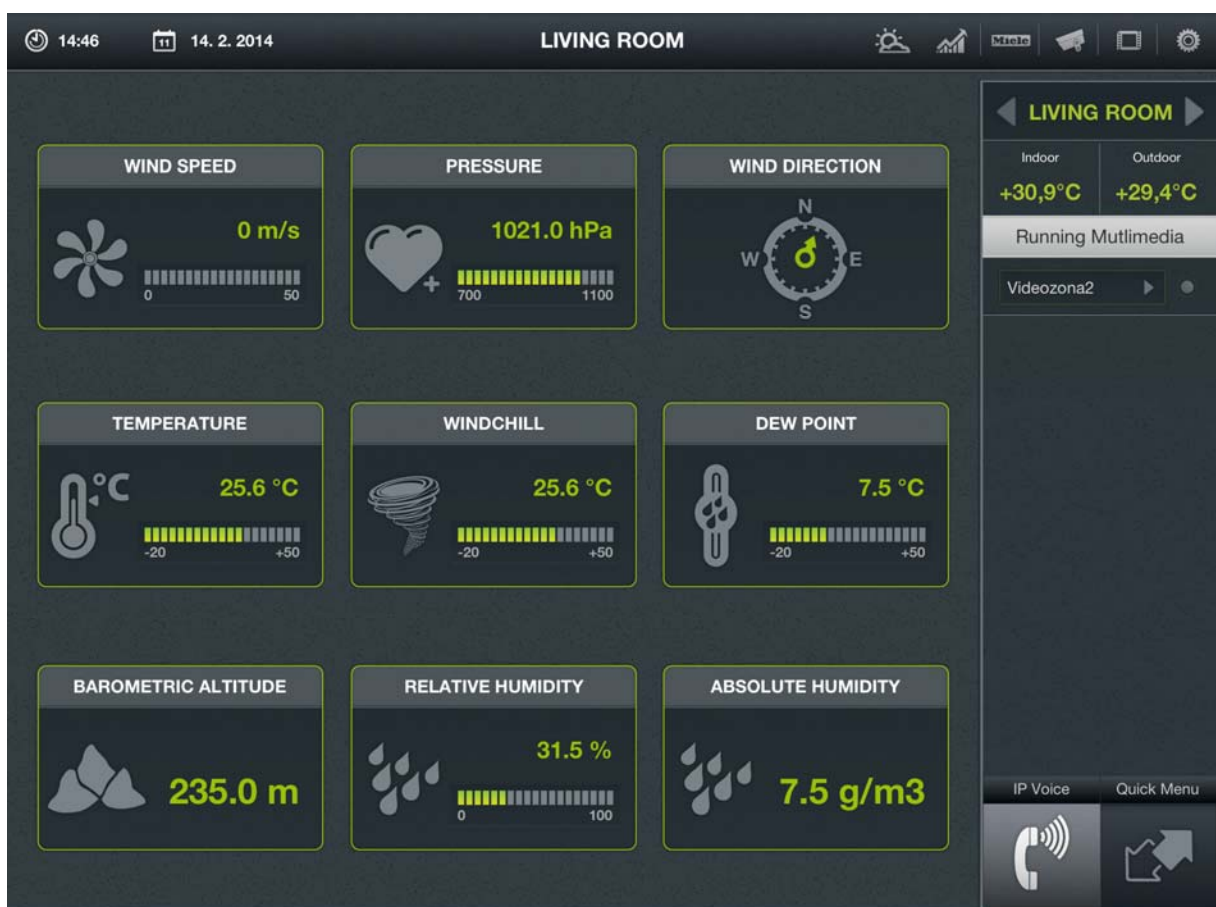 14:46
11
14. 2. 2014
LIVING ROOM
Miele
LIVING ROOM
Indoor
Outdoor
+30,9°C
+29,4°C
Running Mutlimedia
Videozona2
WIND SPEED
0 m/s
0
50
PRESSURE
1021.0 hPa
700
1100
WIND DIRECTION
N
W
E
S
TEMPERATURE
°C
25.6 °C
-20
+50
WINDCHILL
25.6 °C
-20
+50
DEW POINT
7.5 °C
-20
+50
BAROMETRIC ALTITUDE
235.0 m
RELATIVE HUMIDITY
31.5 %
0
100
ABSOLUTE HUMIDITY
7.5 g/m3
IP Voice
Quick Menu